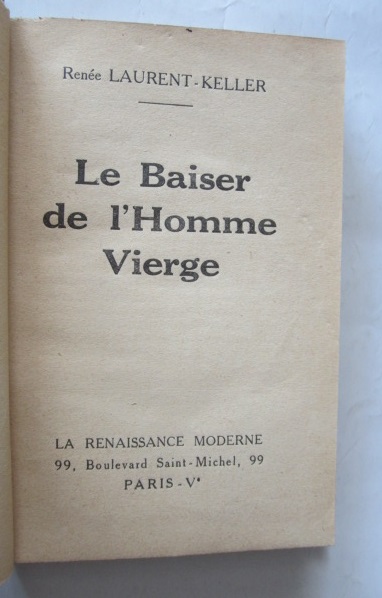 Renée LAURENT-KELLER
Le Baiser
de l'Homme
Vierge
LA RENAISSANCE MODERNE
99, Boulevard Saint-Michel, 99
PARIS-Vᵉ